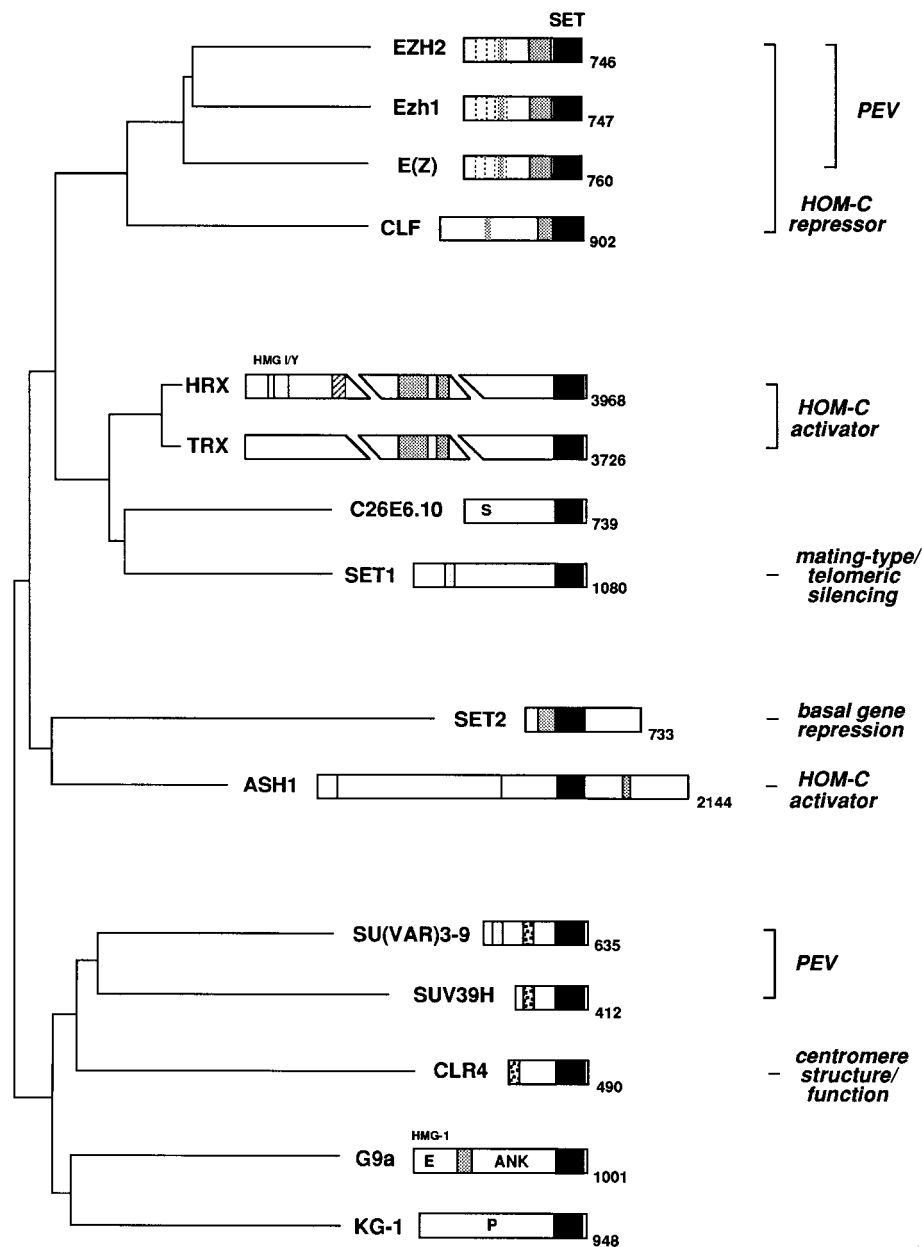 SET
EZH2
746
Ezh1
747
PEV
E(Z)
760
HOM-C
repressor
CLF
902
HMG I/Y
HRX
3968
HOM-C
activator
TRX
3726
C26E6.10
S
739
SET1
1080
mating-type/
telomeric
silencing
SET2
733
basal gene
repression
ASH1
2144
HOM-C
activator
SU(VAR)3-9
635
PEV
SUV39H
412
CLR4
490
centromere
structure/
function
HMG-1
G9a
E
ANK
1001
KG-1
P
948